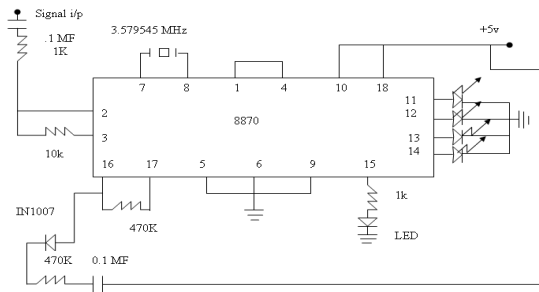 Signal i/p
.1 MF
1K
3.579545 MHz
+5v
7 8 1 4 10 18
2
3
8870
11
12
13
14
10k
16 17 5 6 9 15
1k
IN1007
470K
LED
470K 0.1 MF